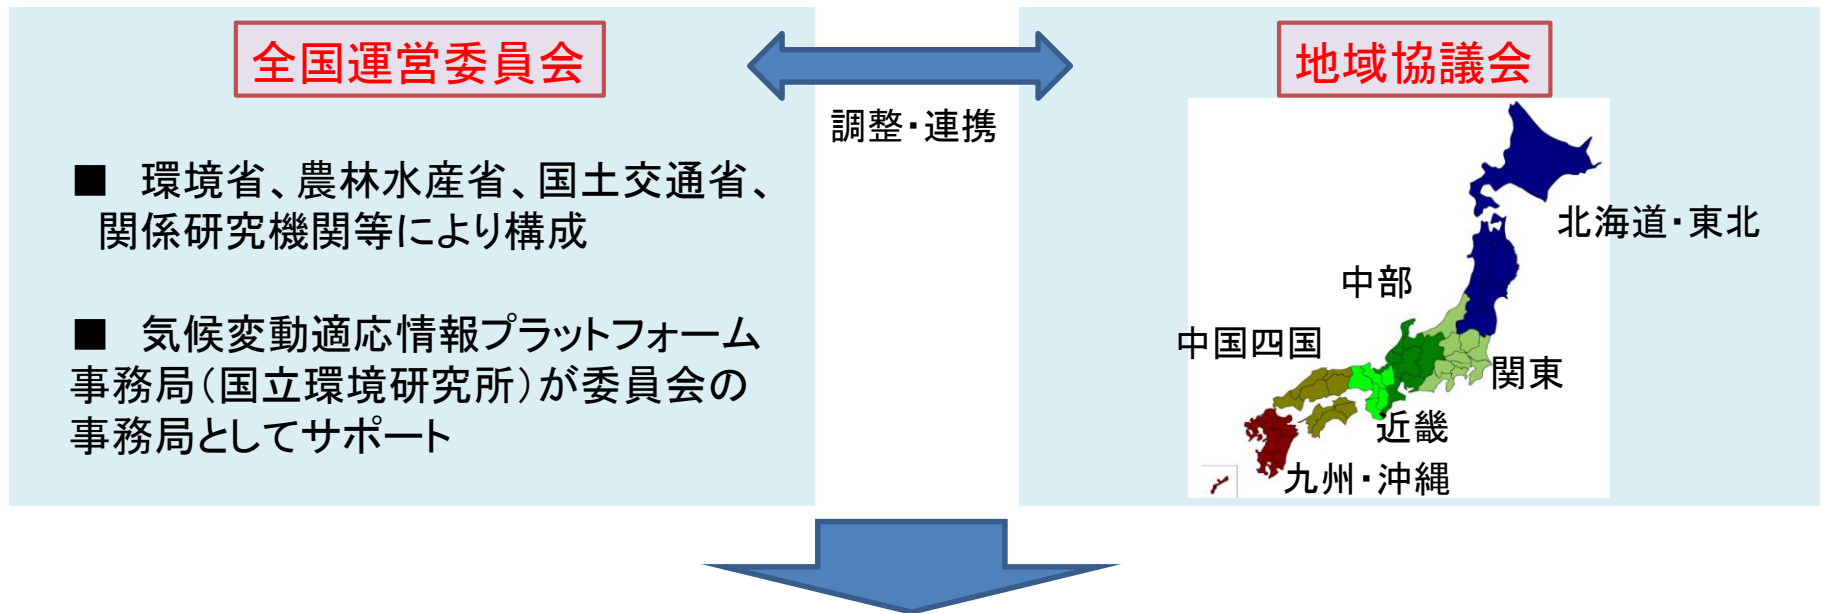 全国運営委員会
■　環境省、農林水産省、国土交通省、
関係研究機関等により構成
■　気候変動適応情報プラットフォーム
事務局（国立環境研究所）が委員会の
事務局としてサポート
調整・連携
地域協議会
北海道・東北
中部
中国四国
関東
近畿
九州・沖縄